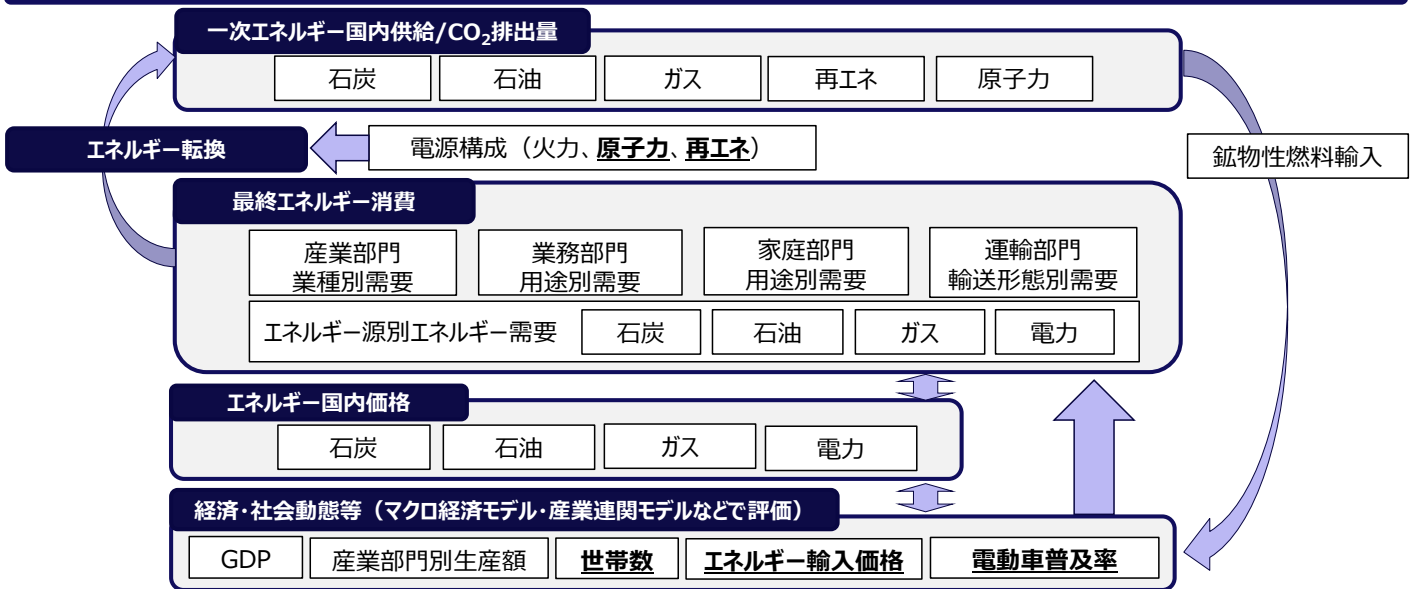 一次エネルギー国内供給/CO₂排出量
石炭
石油
ガス
再エネ
原子力
エネルギー転換
電源構成（火力、原子力、再エネ）
鉱物性燃料輸入
最終エネルギー消費
産業部門
業種別需要
業務部門
用途別需要
家庭部門
用途別需要
運輸部門
輸送形態別需要
エネルギー源別エネルギー需要
石炭
石油
ガス
電力
エネルギー国内価格
石炭
石油
ガス
電力
経済・社会動態等（マクロ経済モデル・産業連関モデルなどで評価）
GDP
産業部門別生産額
世帯数
エネルギー輸入価格
電動車普及率